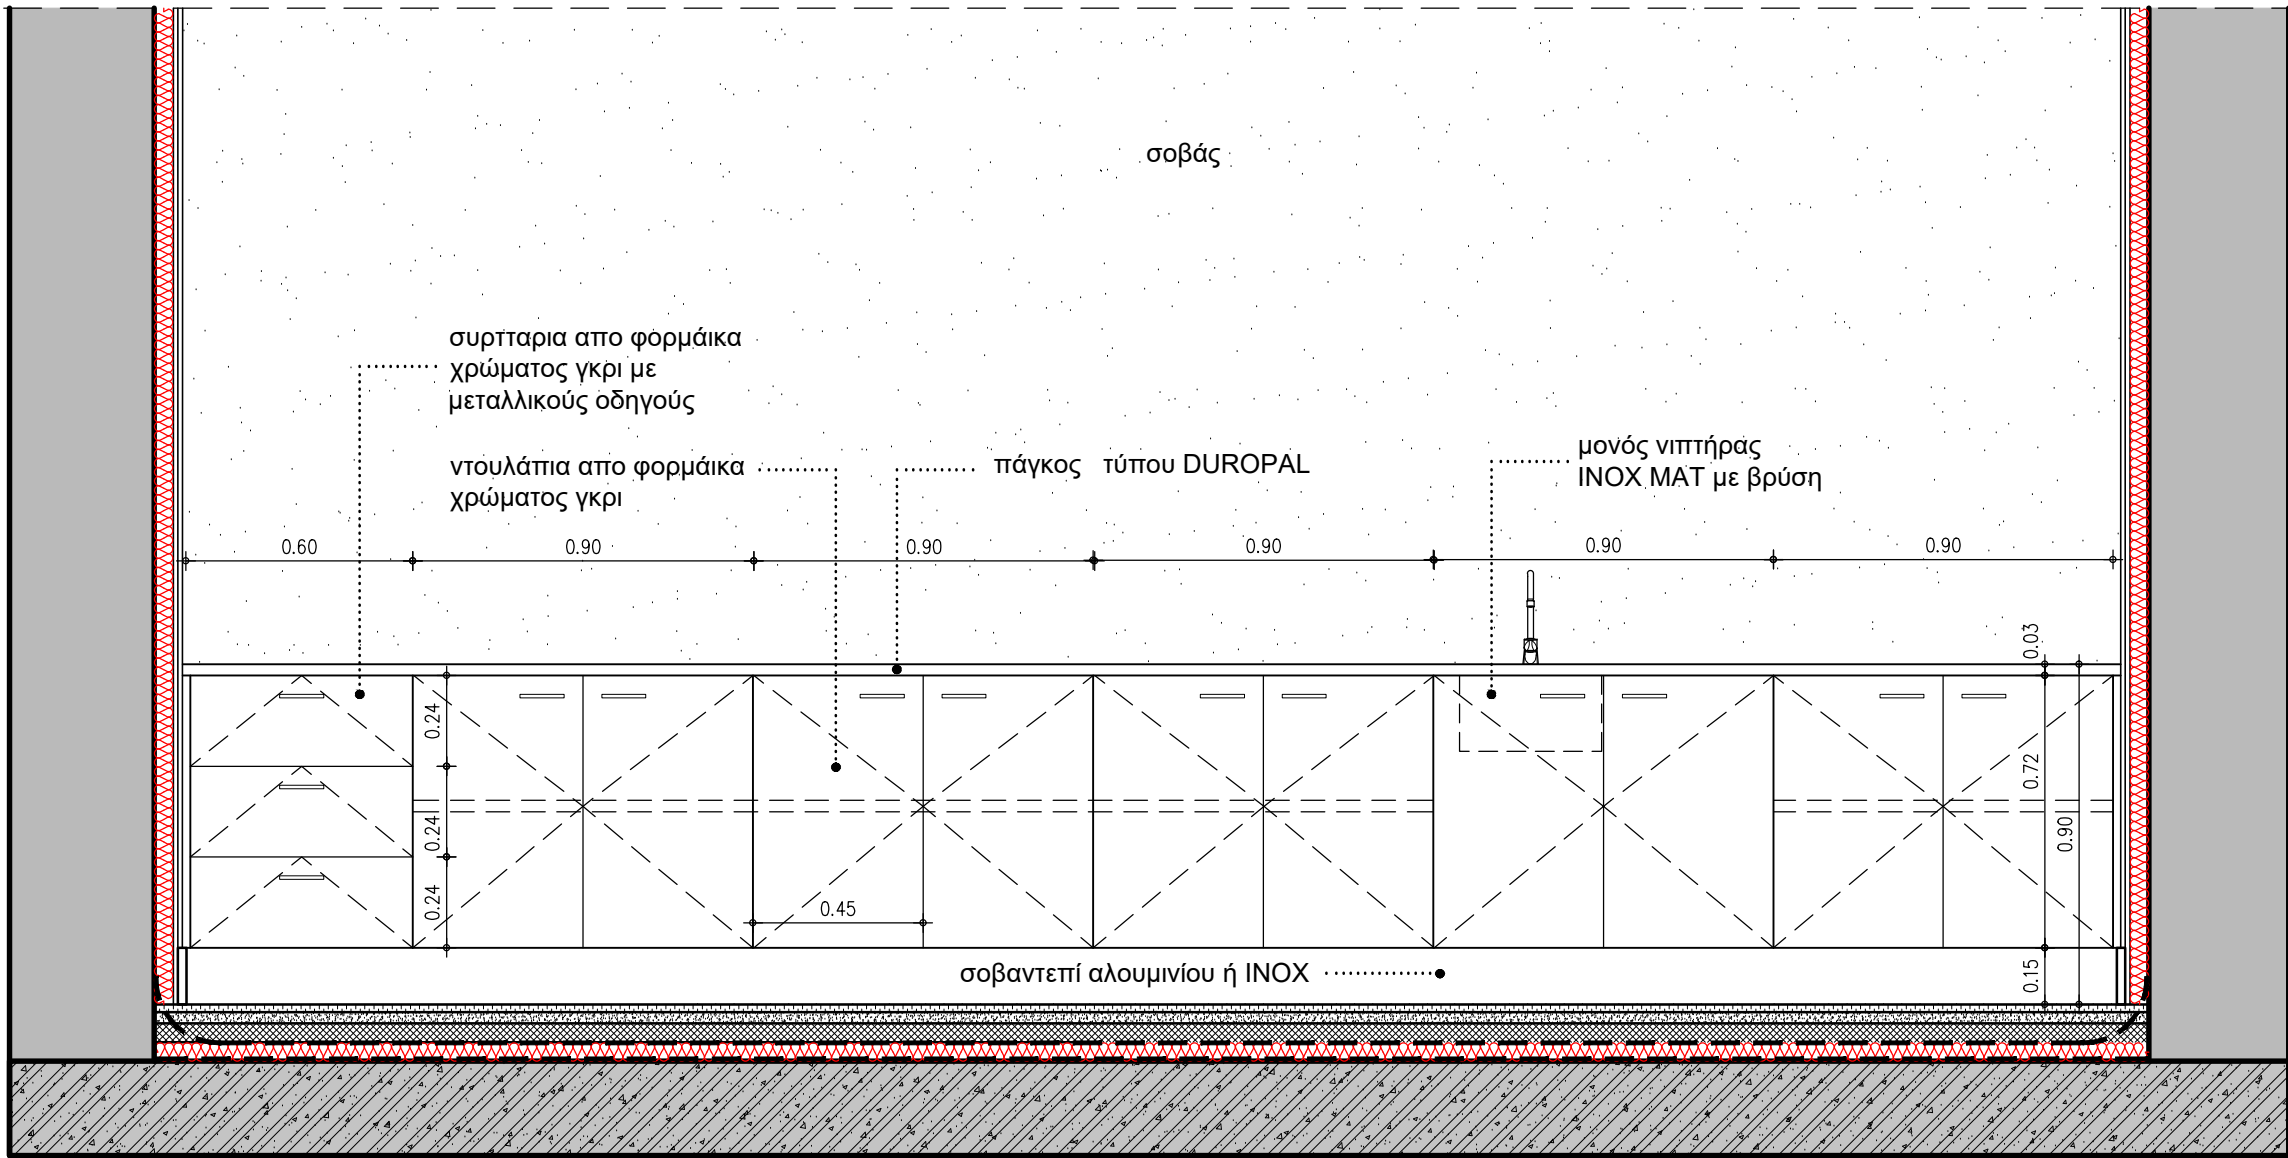 σοβάς
συρτταρια απο φορμάικα
χρώματος γκρι με
μεταλλικούς οδηγούς
ντουλάπια απο φορμάικα
χρώματος γκρι
πάγκος τύπου DUROPAL
μονός νιπτήρας
INOX MAT με βρύση
0.60
0.90
0.90
0.90
0.90
0.90
0.03
0.24
0.24
0.24
0.72
0.90
0.45
σοβαντεπί αλουμινίου ή INOX
0.15